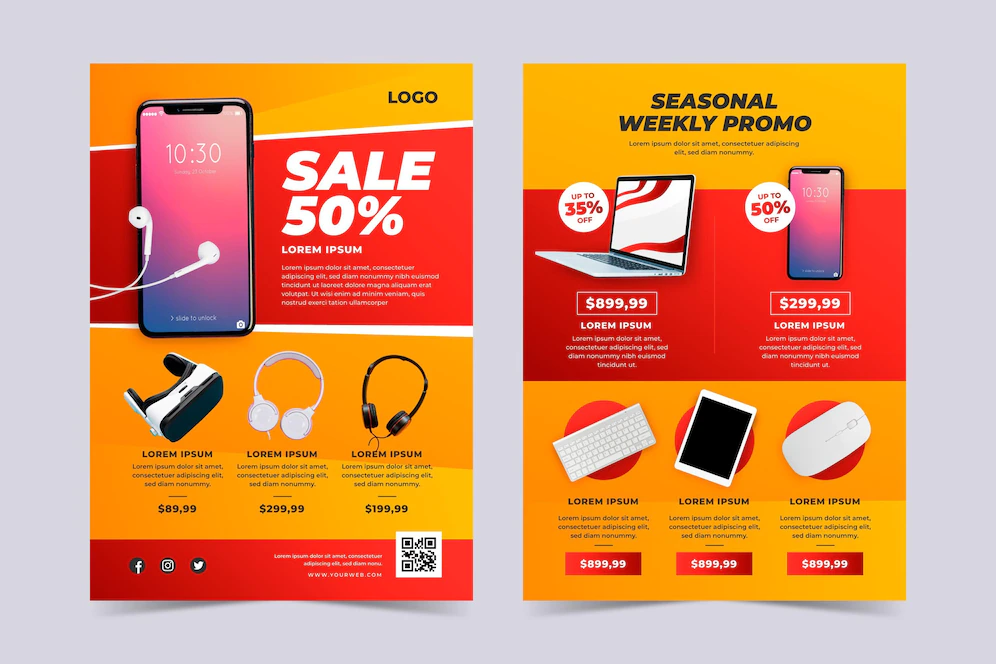 LOGO
10:30
Sunday, 23 October
SALE
50%
LOREM IPSUM
Lorem ipsum dolor sit amet, consectetuer
adipiscing elit, sed diam nonummy nibh euismod
tincidunt ut laoreet dolore magna aliquam erat
volutpat. Ut wisi enim ad minim veniam, quis
nostrud exerci tation ullamcorper
> slide to unlock
LOREM IPSUM
Lorem ipsum dolor sit
amet, consectetuer
adipiscing elit,
sed diam nonummy.
$89,99
LOREM IPSUM
Lorem ipsum dolor sit
amet, consectetuer
adipiscing elit,
sed diam nonummy.
$299,99
LOREM IPSUM
Lorem ipsum dolor sit
amet, consectetuer
adipiscing elit,
sed diam nonummy.
$199,99
Lorem ipsum dolor sit amet, consectetuer
adipiscing elit, sed diam nonu.
WWW.YOURWEB.COM
SEASONAL
WEEKLY PROMO
Lorem ipsum dolor sit amet, consectetuer adipiscing
elit, sed diam nonummy.
UP TO
35%
OFF
$899,99
LOREM IPSUM
Lorem ipsum dolor sit amet,
consectetuer adipiscing elit, sed
diam nonummy nibh euismod
tincidunt ut.
UP TO
50%
OFF
10:30
$299,99
LOREM IPSUM
Lorem ipsum dolor sit amet,
consectetuer adipiscing elit, sed
diam nonummy nibh euismod
tincidunt ut.
LOREM IPSUM
Lorem ipsum dolor sit
amet, consectetuer
adipiscing elit,
sed diam nonummy.
$899,99
LOREM IPSUM
Lorem ipsum dolor sit
amet, consectetuer
adipiscing elit,
sed diam nonummy.
$899,99
LOREM IPSUM
Lorem ipsum dolor sit
amet, consectetuer
adipiscing elit,
sed diam nonummy.
$899,99